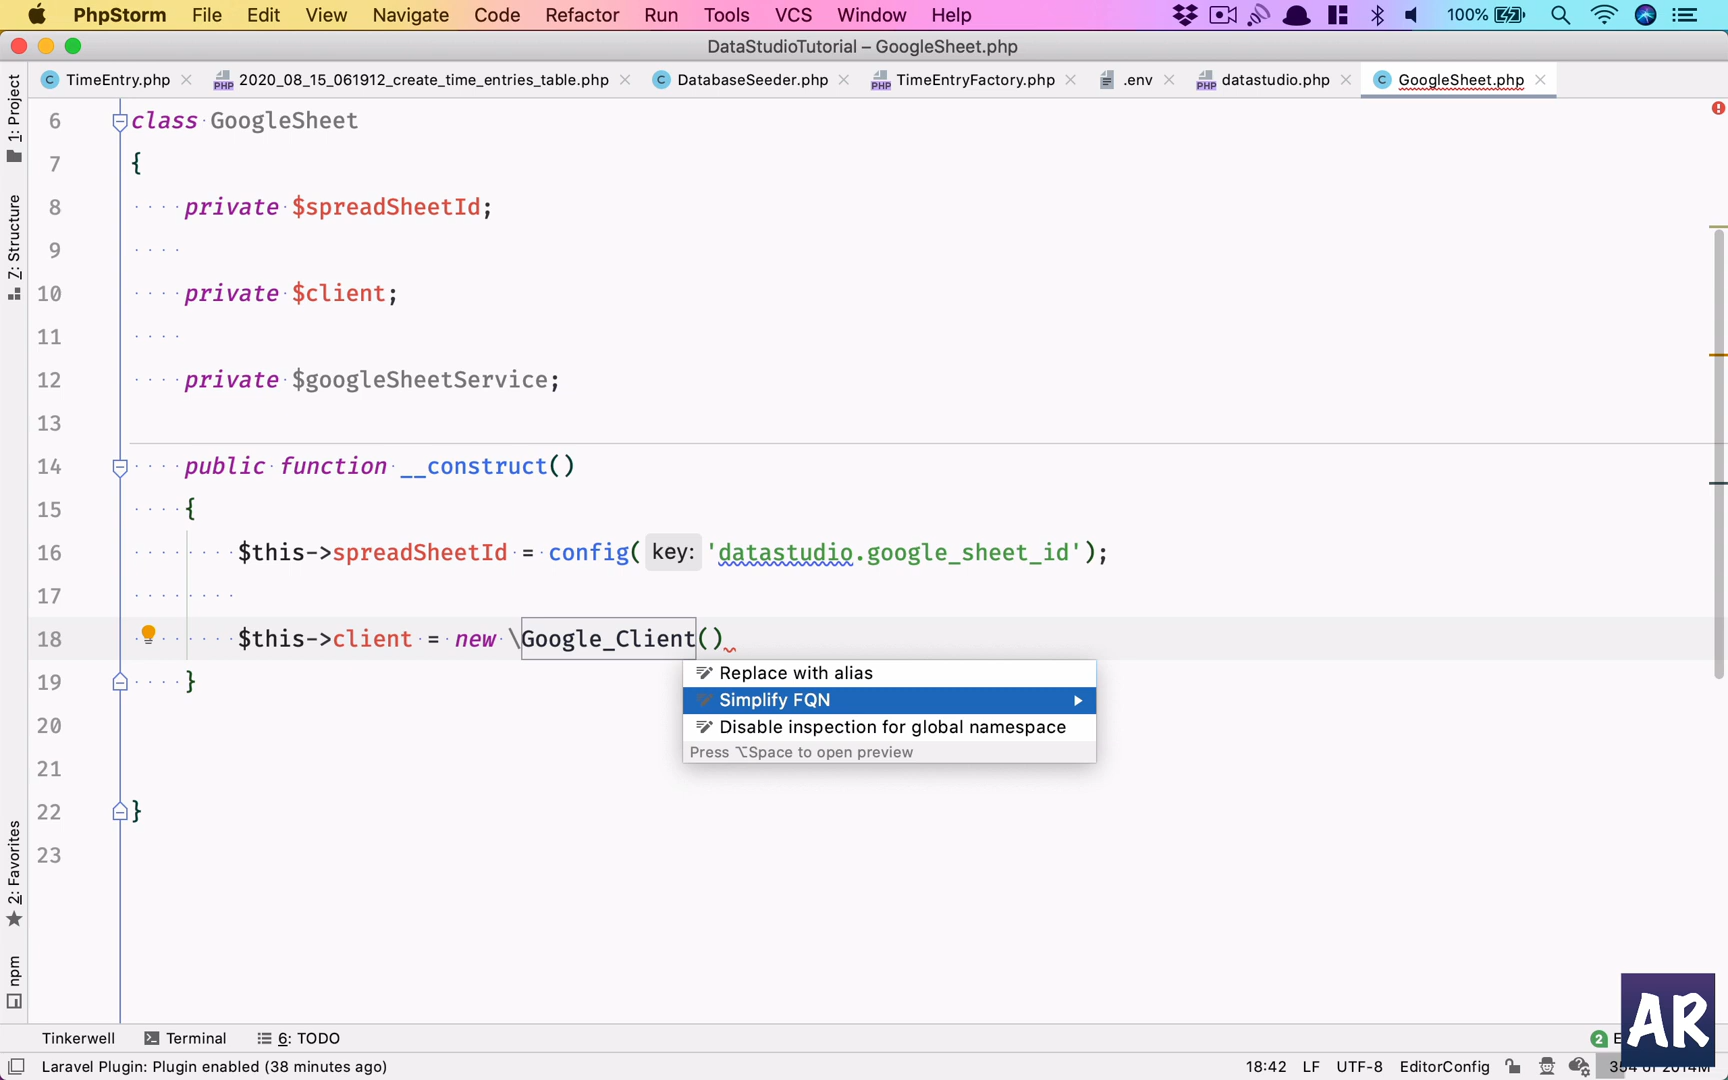 PhpStorm File Edit View Navigate Code Refactor Run Tools VCS Window Help 100%
DataStudioTutorial – GoogleSheet.php
TimeEntry.php 2020_08_15_061912_create_time_entries_table.php DatabaseSeeder.php TimeEntryFactory.php .env datastudio.php GoogleSheet.php
1: Project
Z: Structure
2: Favorites
npm
6 class GoogleSheet
7 {
8 private $spreadSheetId;
9
10 private $client;
11
12 private $googleSheetService;
13
14 public function __construct()
15 {
16 $this->spreadSheetId = config( key: 'datastudio.google_sheet_id');
17
18 $this->client = new \Google_Client()
Replace with alias
Simplify FQN
Disable inspection for global namespace
Press ⌥Space to open preview
19 }
20
21
22 }
23
Tinkerwell Terminal 6: TODO 2
Laravel Plugin: Plugin enabled (38 minutes ago) 18:42 LF UTF-8 EditorConfig
AR